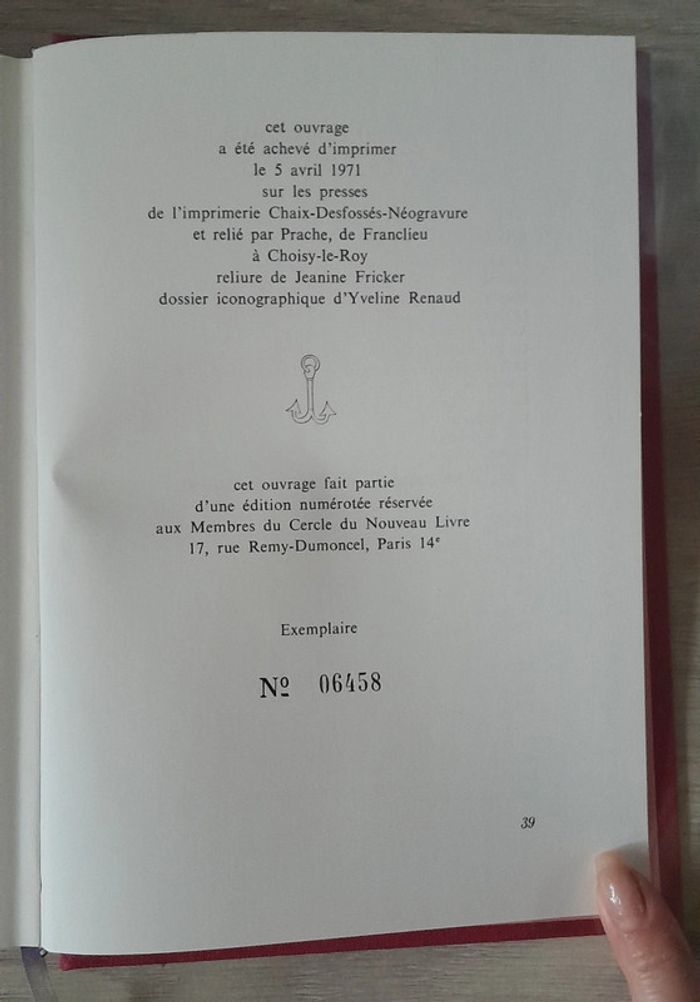 cet ouvrage
a été achevé d'imprimer
le 5 avril 1971
sur les presses
de l'imprimerie Chaix-Desfossés-Néogravure
et relié par Prache, de Franclieu
à Choisy-le-Roy
reliure de Jeanine Fricker
dossier iconographique d'Yveline Renaud
cet ouvrage fait partie
d'une édition numérotée réservée
aux Membres du Cercle du Nouveau Livre
17, rue Remy-Dumoncel, Paris 14e
Exemplaire
Nº 06458
39